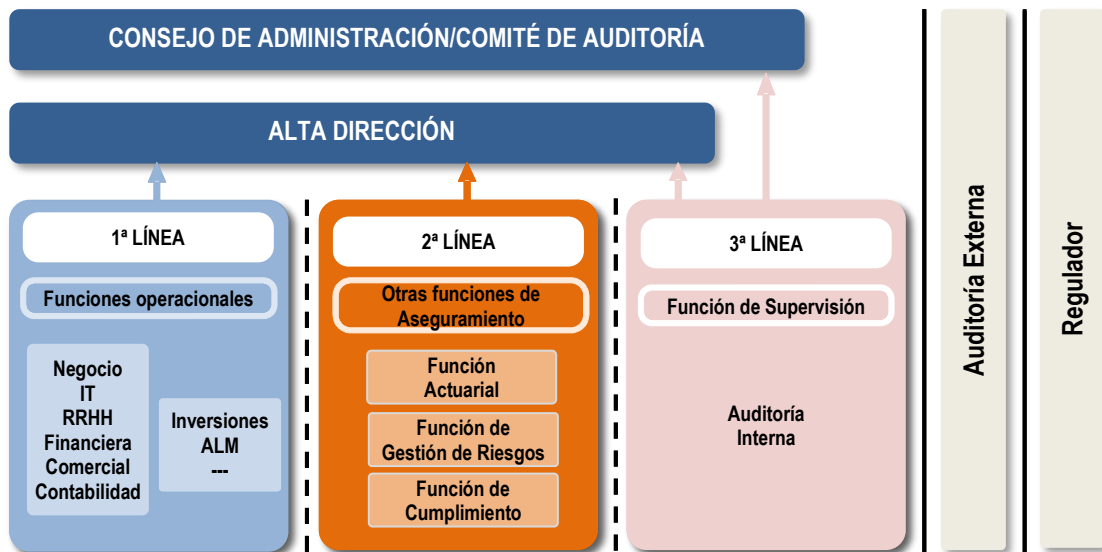 CONSEJO DE ADMINISTRACIÓN/COMITÉ DE AUDITORÍA
ALTA DIRECCIÓN
1ª LÍNEA
Funciones operacionales
Negocio
IT
RRHH
Financiera
Comercial
Contabilidad
Inversiones
ALM
---
2ª LÍNEA
Otras funciones de
Aseguramiento
Función
Actuarial
Función de
Gestión de Riesgos
Función de
Cumplimiento
3ª LÍNEA
Función de Supervisión
Auditoría
Interna
Auditoría Externa
Regulador